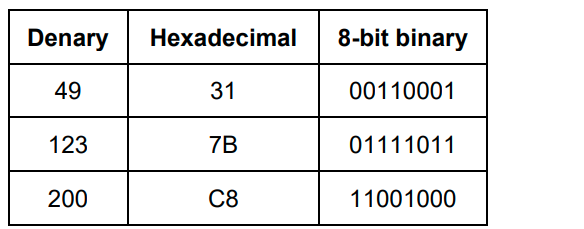 Denary Hexadecimal 8-bit binary
49 31 00110001
123 7B 01111011
200 C8 11001000